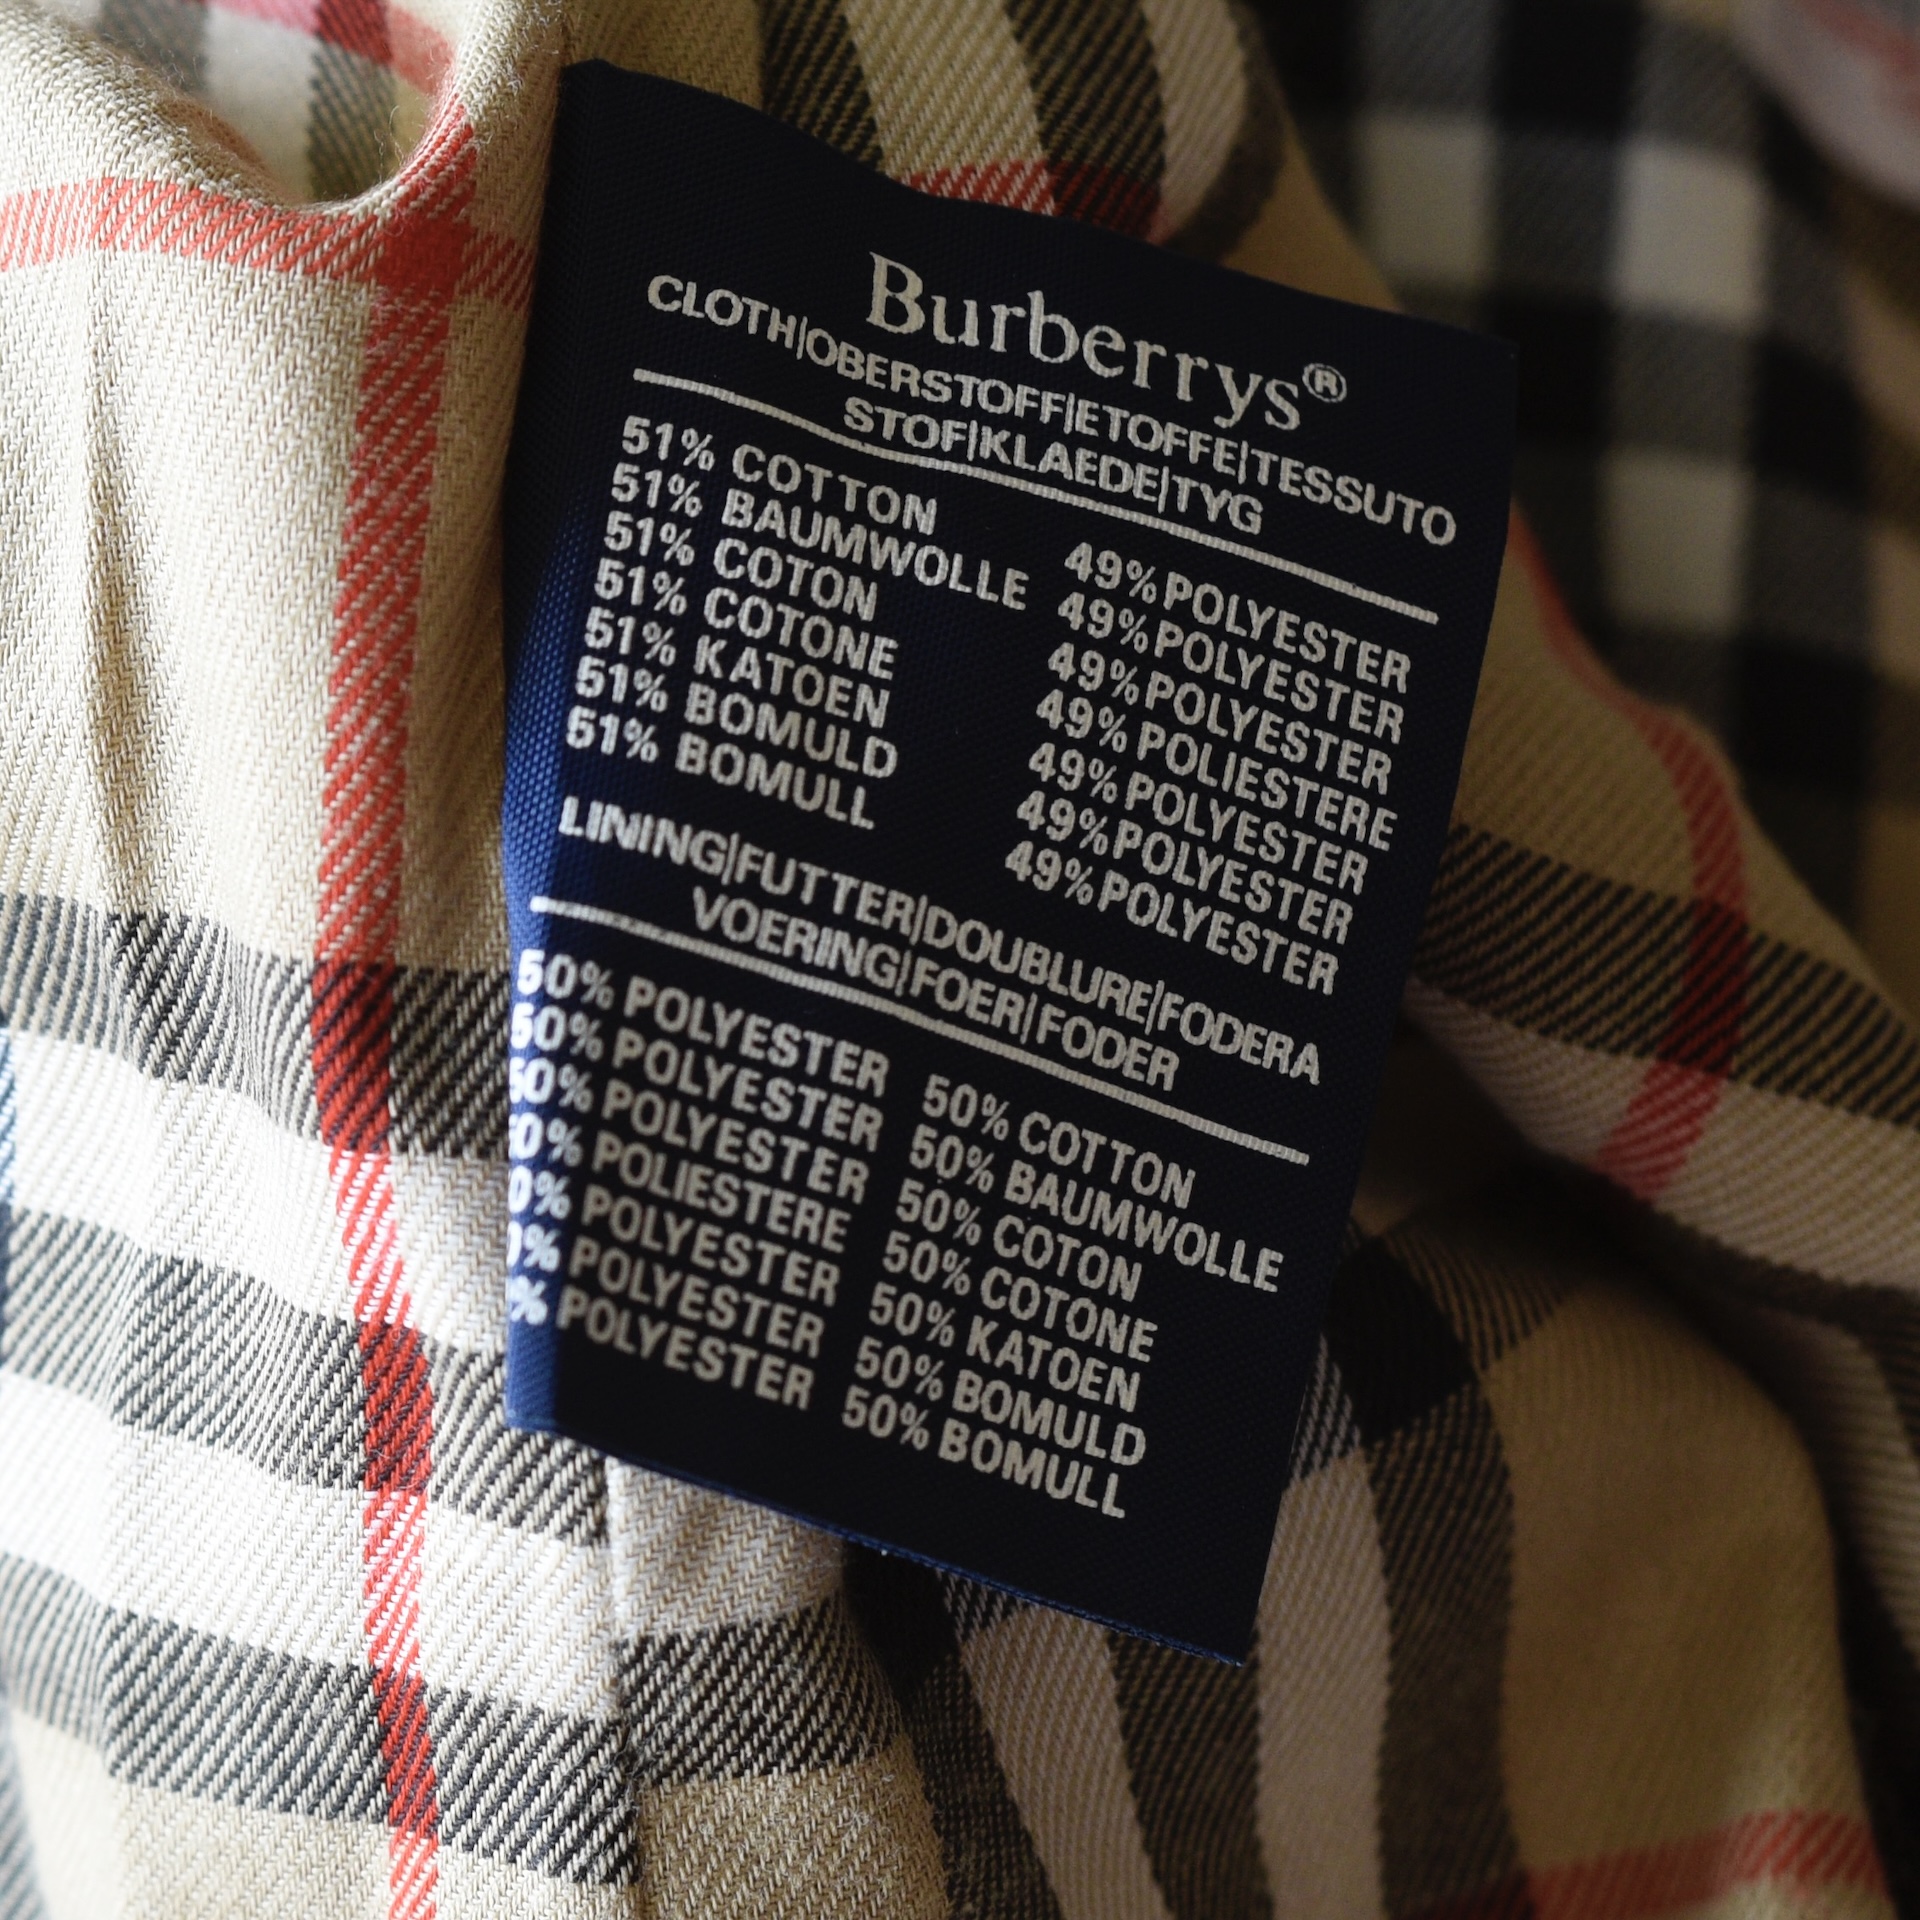 Burberrys®
CLOTH|OBERSTOFF|ETOFFE|TESSUTO
STOF|KLAEDE|TYG
51% COTTON 49% POLYESTER
51% BAUMWOLLE 49% POLYESTER
51% COTON 49% POLYESTER
51% COTONE 49% POLIESTERE
51% KATOEN 49% POLYESTER
51% BOMULD 49% POLYESTER
51% BOMULL 49% POLYESTER
LINING|FUTTER|DOUBLURE|FODERA
VOERING|FOER|FODER
50% POLYESTER 50% COTTON
50% POLYESTER 50% BAUMWOLLE
50% POLYESTER 50% COTON
0% POLIESTERE 50% COTONE
0% POLYESTER 50% KATOEN
% POLYESTER 50% BOMULD
% POLYESTER 50% BOMULL